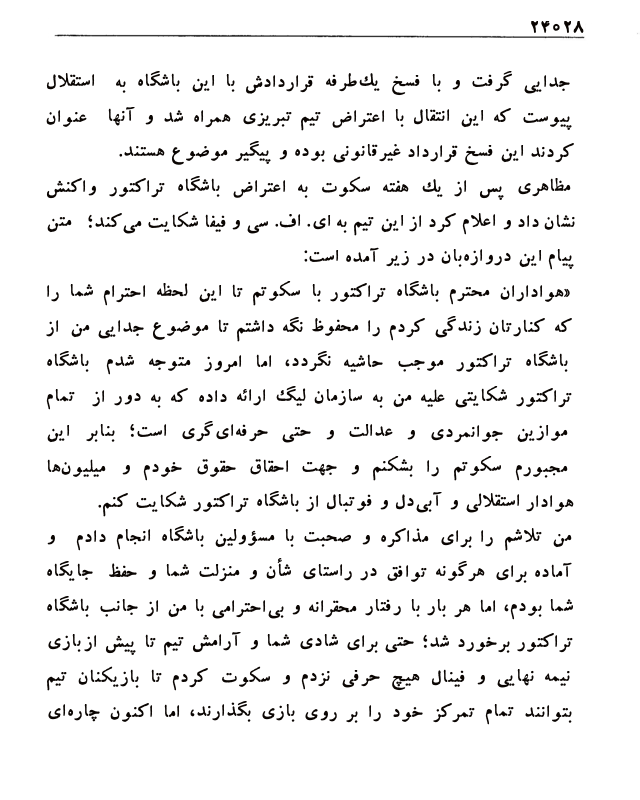 ۲۴۰۲۸
جدایی گرفت و با فسخ یك‌طرفه قراردادش با این باشگاه به استقلال
پیوست که این انتقال با اعتراض تیم تبریزی همراه شد و آنها عنوان
کردند این فسخ قرارداد غیرقانونی بوده و پیگیر موضوع هستند.
مظاهری پس از یك هفته سکوت به اعتراض باشگاه تراکتور واکنش
نشان داد و اعلام کرد از این تیم به ای. اف. سی و فیفا شکایت می‌کند؛ متن
پیام این دروازه‌بان در زیر آمده است:
«هواداران محترم باشگاه تراکتور با سکوتم تا این لحظه احترام شما را
که کنارتان زندگی کردم را محفوظ نگه داشتم تا موضوع جدایی من از
باشگاه تراکتور موجب حاشیه نگردد، اما امروز متوجه شدم باشگاه
تراکتور شکایتی علیه من به سازمان لیگ ارائه داده که به دور از تمام
موازین جوانمردی و عدالت و حتی حرفه‌ای‌گری است؛ بنابر این
مجبورم سکوتم را بشکنم و جهت احقاق حقوق خودم و میلیون‌ها
هوادار استقلالی و آبی‌دل و فوتبال از باشگاه تراکتور شکایت کنم.
من تلاشم را برای مذاکره و صحبت با مسؤولین باشگاه انجام دادم و
آماده برای هرگونه توافق در راستای شأن و منزلت شما و حفظ جایگاه
شما بودم، اما هر بار با رفتار محقرانه و بی‌احترامی با من از جانب باشگاه
تراکتور برخورد شد؛ حتی برای شادی شما و آرامش تیم تا پیش از بازی
نیمه نهایی و فینال هیچ حرفی نزدم و سکوت کردم تا بازیکنان تیم
بتوانند تمام تمرکز خود را بر روی بازی بگذارند، اما اکنون چاره‌ای